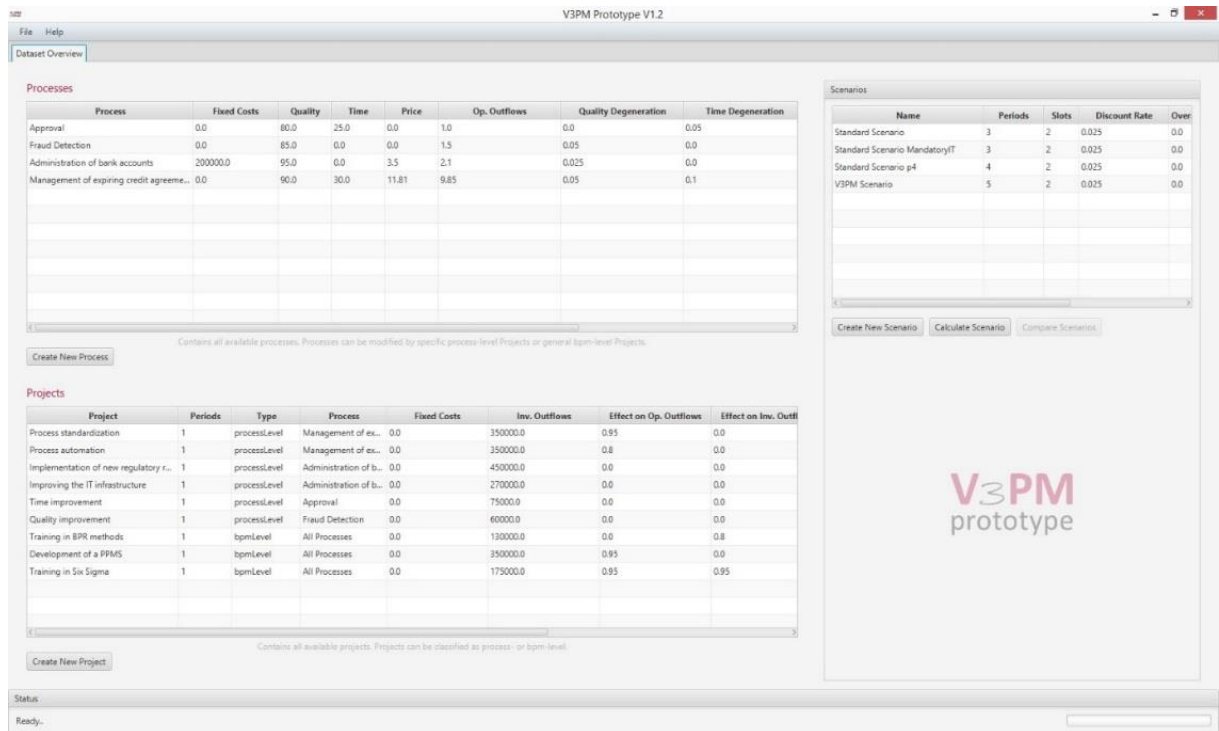 V3PM Prototype V1.2
File Help
Dataset Overview
Processes
Process Fixed Costs Quality Time Price Op. Outflows Quality Degeneration Time Degeneration
Approval 0.0 80.0 25.0 0.0 1.0 0.0 0.05
Fraud Detection 0.0 85.0 0.0 0.0 1.5 0.05 0.0
Administration of bank accounts 200000.0 95.0 0.0 3.5 2.1 0.025 0.0
Management of expiring credit agreeme... 0.0 90.0 30.0 11.81 9.85 0.05 0.1
Contains all available processes. Processes can be modified by specific process-level Projects or general bpm-level Projects.
Create New Process
Projects
Project Periods Type Process Fixed Costs Inv. Outflows Effect on Op. Outflows Effect on Inv. Outfl
Process standardization 1 processLevel Management of ex... 0.0 350000.0 0.95 0.0
Process automation 1 processLevel Management of ex... 0.0 350000.0 0.8 0.0
Implementation of new regulatory r... 1 processLevel Administration of b... 0.0 450000.0 0.0 0.0
Improving the IT infrastructure 1 processLevel Administration of b... 0.0 270000.0 0.0 0.0
Time improvement 1 processLevel Approval 0.0 75000.0 0.0 0.0
Quality improvement 1 processLevel Fraud Detection 0.0 60000.0 0.0 0.0
Training in BPR methods 1 bpmLevel All Processes 0.0 130000.0 0.0 0.8
Development of a PPMS 1 bpmLevel All Processes 0.0 350000.0 0.95 0.0
Training in Six Sigma 1 bpmLevel All Processes 0.0 175000.0 0.95 0.95
Contains all available projects. Projects can be classified as process- or bpm-level.
Create New Project
Scenarios
Name Periods Slots Discount Rate Over
Standard Scenario 3 2 0.025 0.0
Standard Scenario MandatoryIT 3 2 0.025 0.0
Standard Scenario p4 4 2 0.025 0.0
V3PM Scenario 5 2 0.025 0.0
Create New Scenario Calculate Scenario Compare Scenarios
V3PM
prototype
Status
Ready..